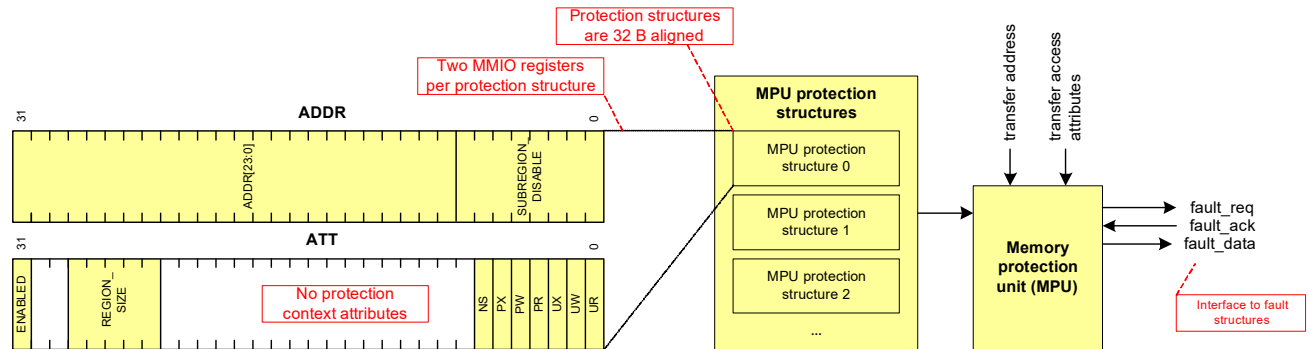 Protection structures
are 32 B aligned
Two MMIO registers
per protection structure
31
ADDR
0
ADDR[23:0]
SUBREGION_
DISABLE
31
ATT
0
ENABLED
REGION_
SIZE
No protection
context attributes
NS
PX
PW
PR
UX
UW
UR
MPU protection
structures
MPU protection
structure 0
MPU protection
structure 1
MPU protection
structure 2
...
transfer address
transfer access
attributes
Memory
protection
unit (MPU)
fault_req
fault_ack
fault_data
Interface to fault
structures